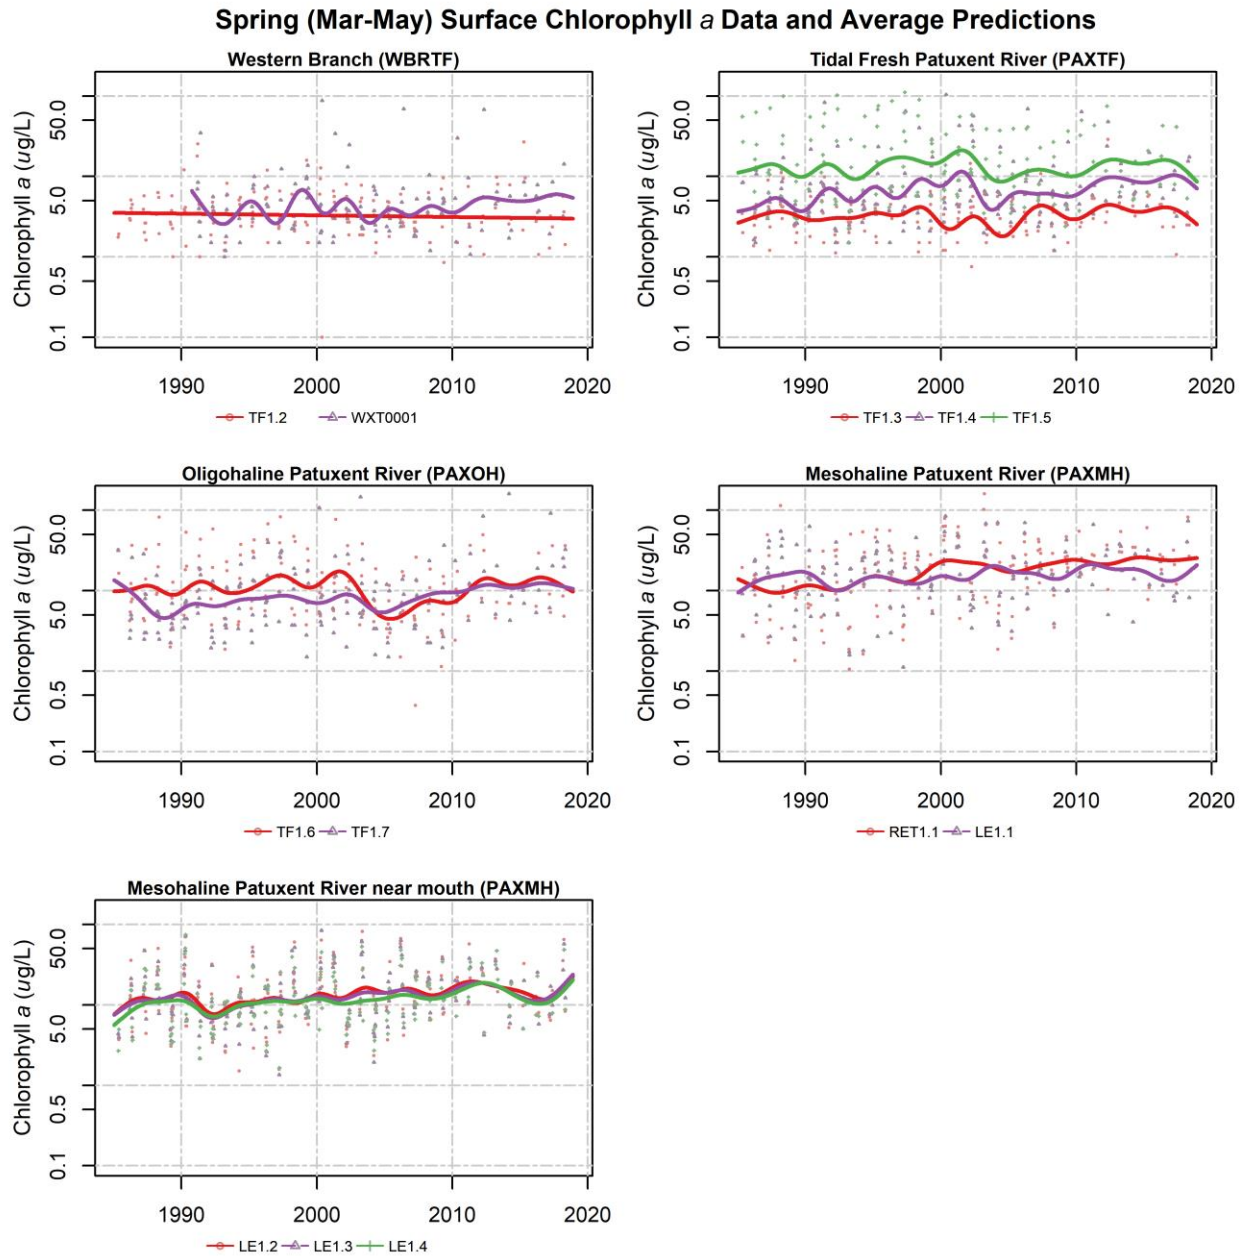 Spring (Mar-May) Surface Chlorophyll a Data and Average Predictions
Western Branch (WBRTF)
Chlorophyll a (ug/L)
50.0
5.0
0.5
0.1
1990 2000 2010 2020
TF1.2 WXT0001
Tidal Fresh Patuxent River (PAXTF)
Chlorophyll a (ug/L)
50.0
5.0
0.5
0.1
1990 2000 2010 2020
TF1.3 TF1.4 TF1.5
Oligohaline Patuxent River (PAXOH)
Chlorophyll a (ug/L)
50.0
5.0
0.5
0.1
1990 2000 2010 2020
TF1.6 TF1.7
Mesohaline Patuxent River (PAXMH)
Chlorophyll a (ug/L)
50.0
5.0
0.5
0.1
1990 2000 2010 2020
RET1.1 LE1.1
Mesohaline Patuxent River near mouth (PAXMH)
Chlorophyll a (ug/L)
50.0
5.0
0.5
0.1
1990 2000 2010 2020
LE1.2 LE1.3 LE1.4